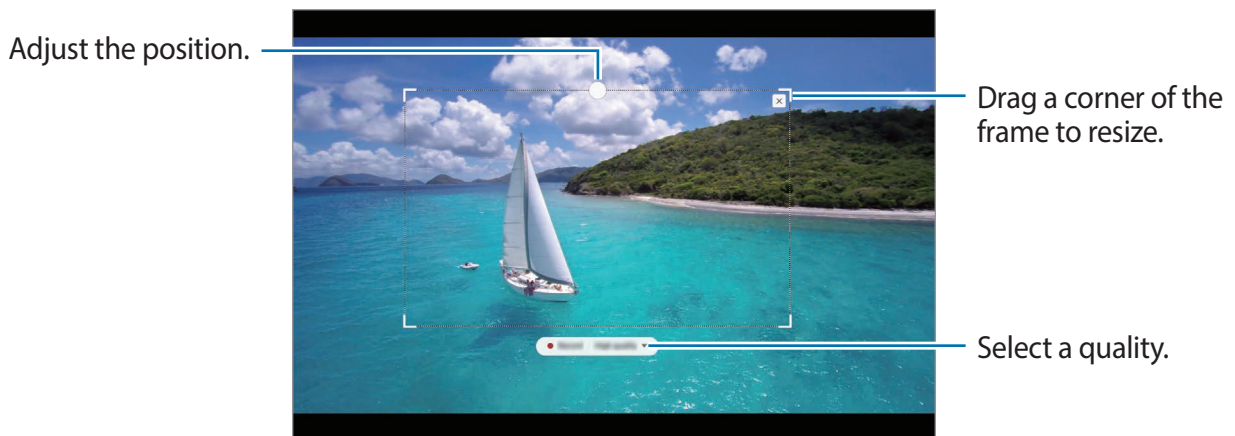 Adjust the position.
Drag a corner of the
frame to resize.
Select a quality.